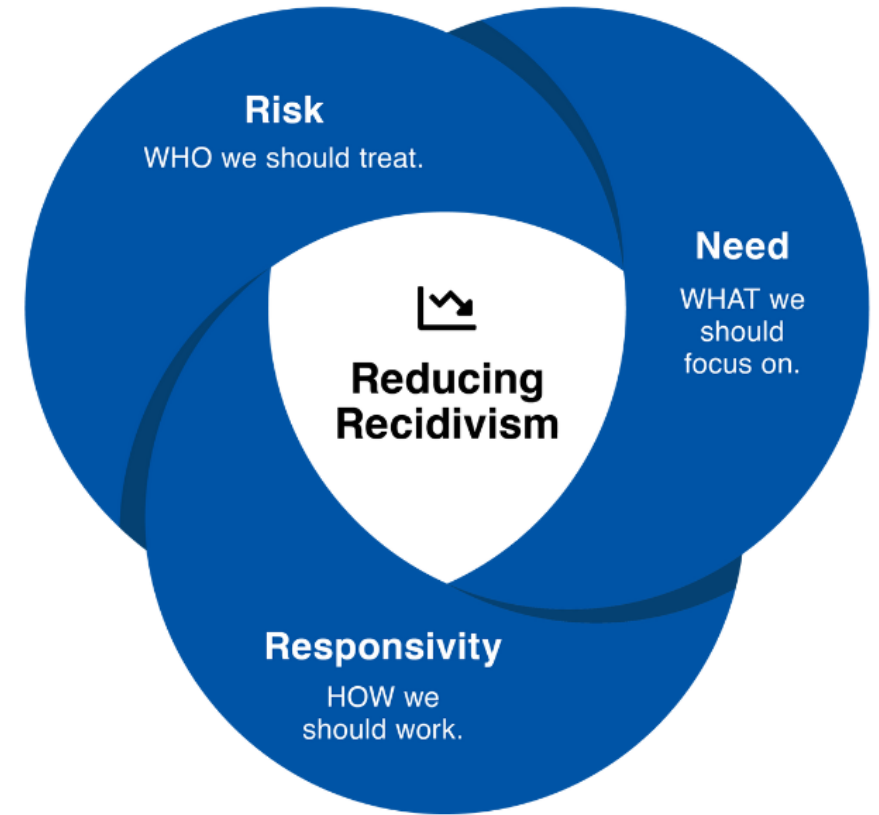 Risk
WHO we should treat.
Need
WHAT we
should
focus on.
Reducing
Recidivism
Responsivity
HOW we
should work.